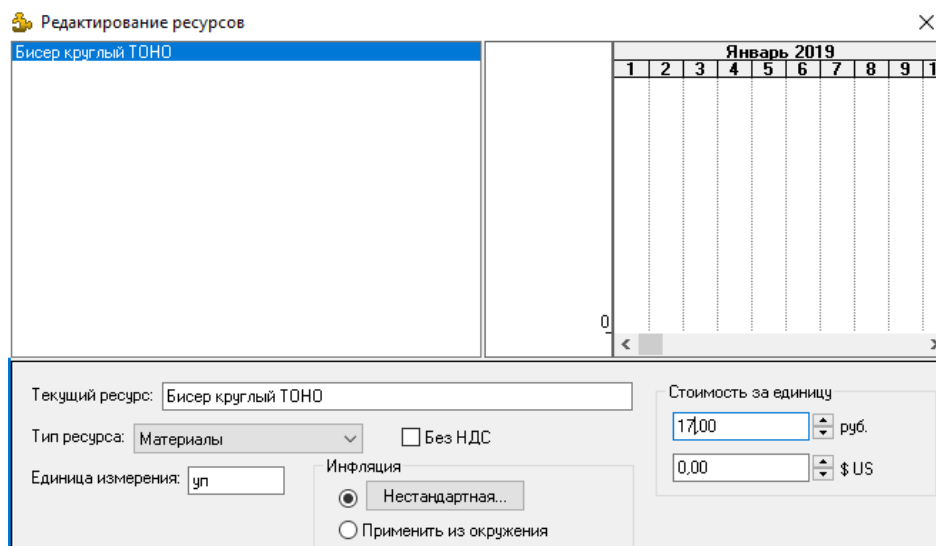 Редактирование ресурсов
Бисер круглый ТОНО
Январь 2019
1 2 3 4 5 6 7 8 9 1
0
Текущий ресурс: Бисер круглый ТОНО
Тип ресурса: Материалы
Без НДС
Единица измерения: уп
Инфляция
Нестандартная...
Применить из окружения
Стоимость за единицу
17,00 руб.
0,00 $ US